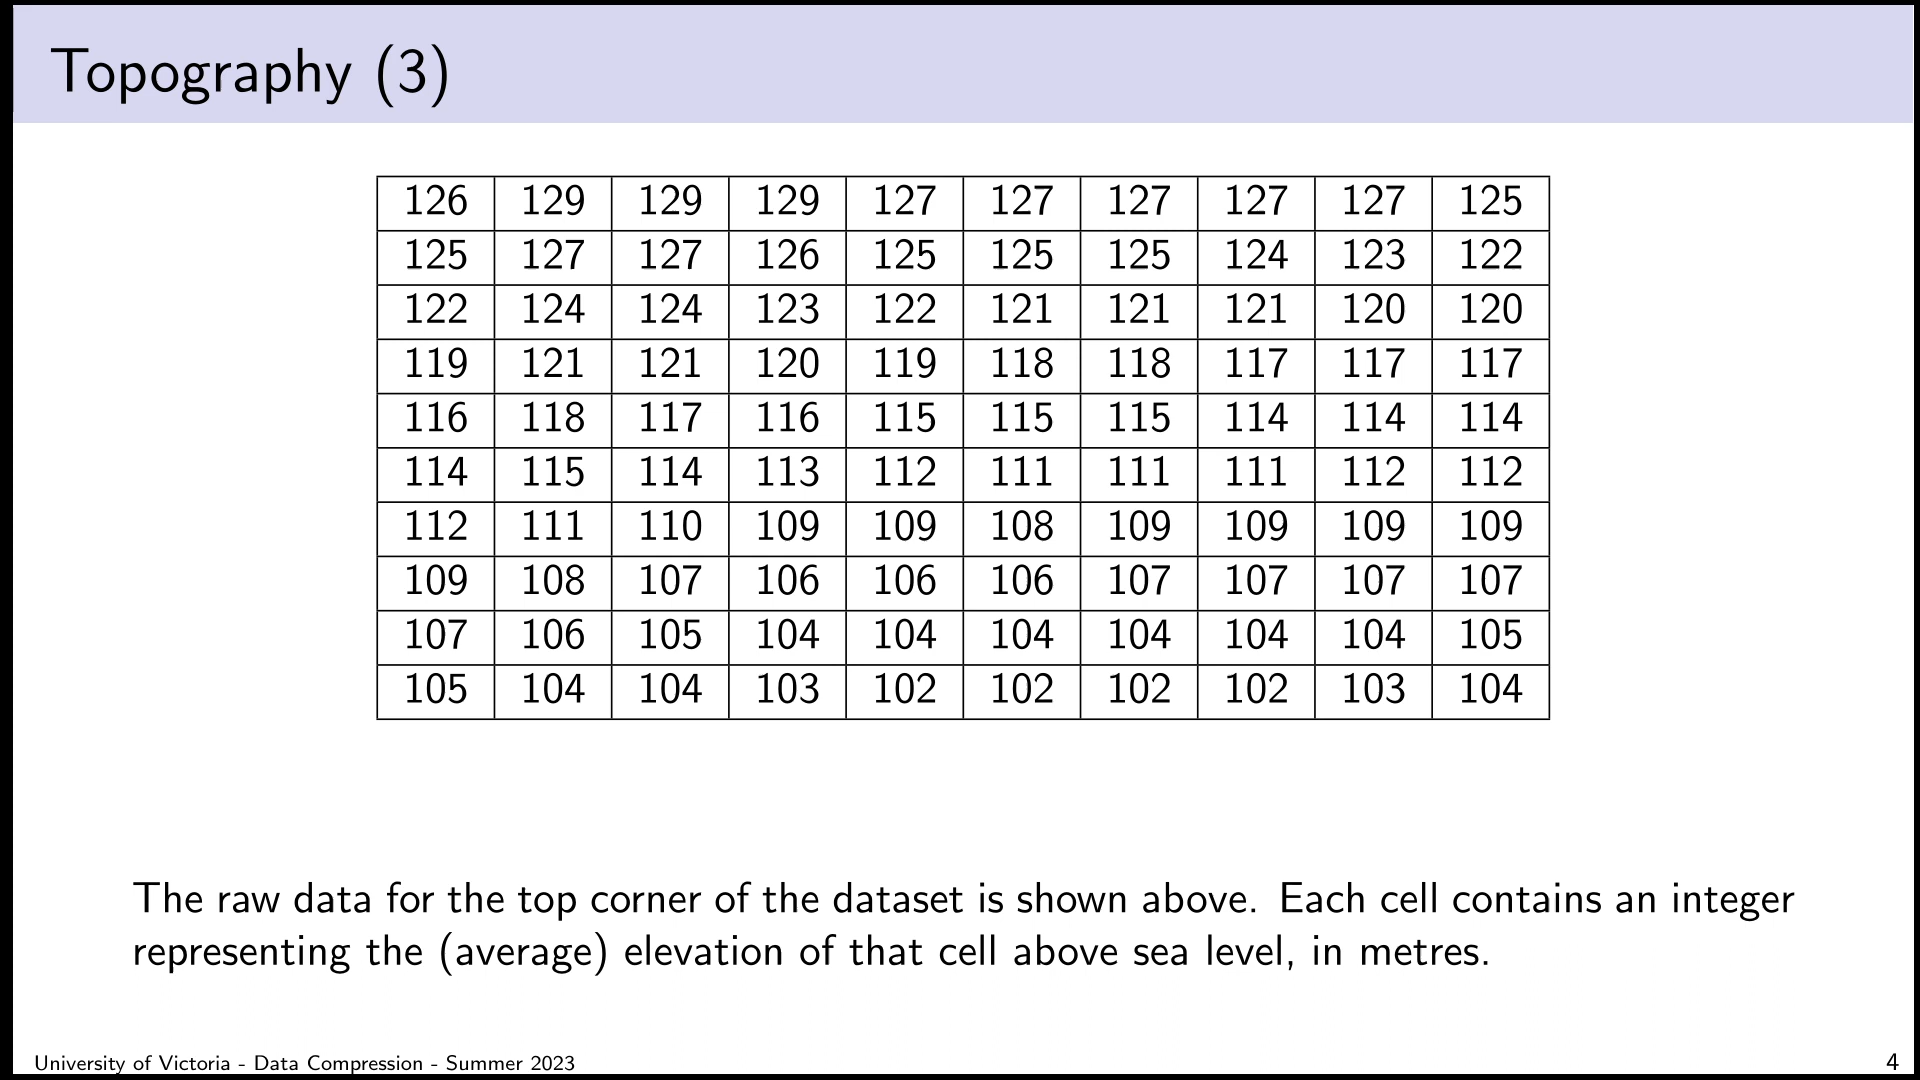 Topography (3)
126 129 129 129 127 127 127 127 127 125
125 127 127 126 125 125 125 124 123 122
122 124 124 123 122 121 121 121 120 120
119 121 121 120 119 118 118 117 117 117
116 118 117 116 115 115 115 114 114 114
114 115 114 113 112 111 111 111 112 112
112 111 110 109 109 108 109 109 109 109
109 108 107 106 106 106 107 107 107 107
107 106 105 104 104 104 104 104 104 105
105 104 104 103 102 102 102 102 103 104
The raw data for the top corner of the dataset is shown above. Each cell contains an integer
representing the (average) elevation of that cell above sea level, in metres.
University of Victoria - Data Compression - Summer 2023
4